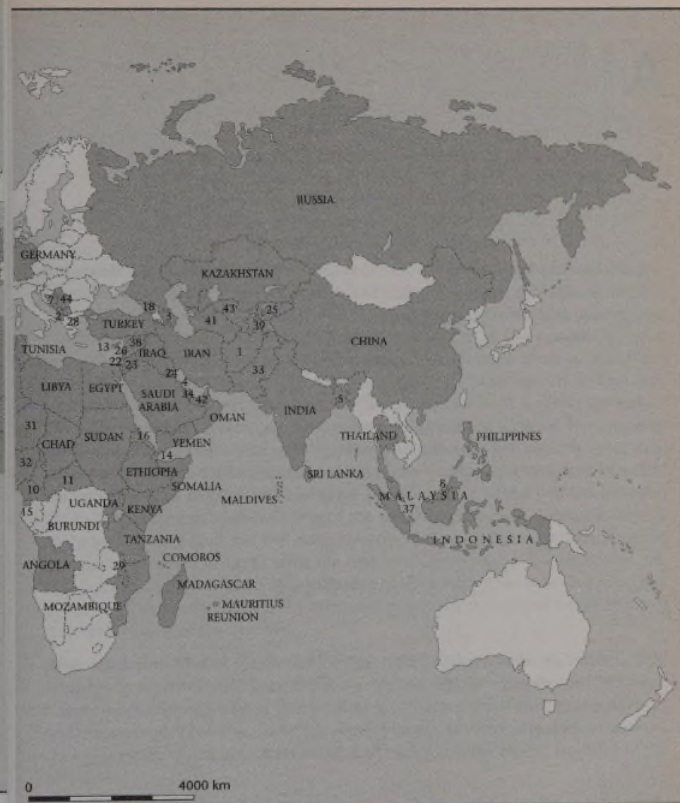 RUSSIA
GERMANY
KAZAKHSTAN
7 44
2 28
18
3
43
25
41
39
TURKEY
CHINA
TUNISIA
13
38
26
IRAQ
IRAN
1
22
23
33
24
4
LIBYA
EGYPT
SAUDI
ARABIA
34
42
5
INDIA
OMAN
31
CHAD
SUDAN
16
YEMEN
THAILAND
PHILIPPINES
14
32
ETHIOPIA
SRI LANKA
11
SOMALIA
10
8
MALDIVES
MALAYSIA
15
UGANDA
KENYA
37
BURUNDI
TANZANIA
INDONESIA
COMOROS
ANGOLA
29
MADAGASCAR
MOZAMBIQUE
MAURITIUS
REUNION
0 4000 km